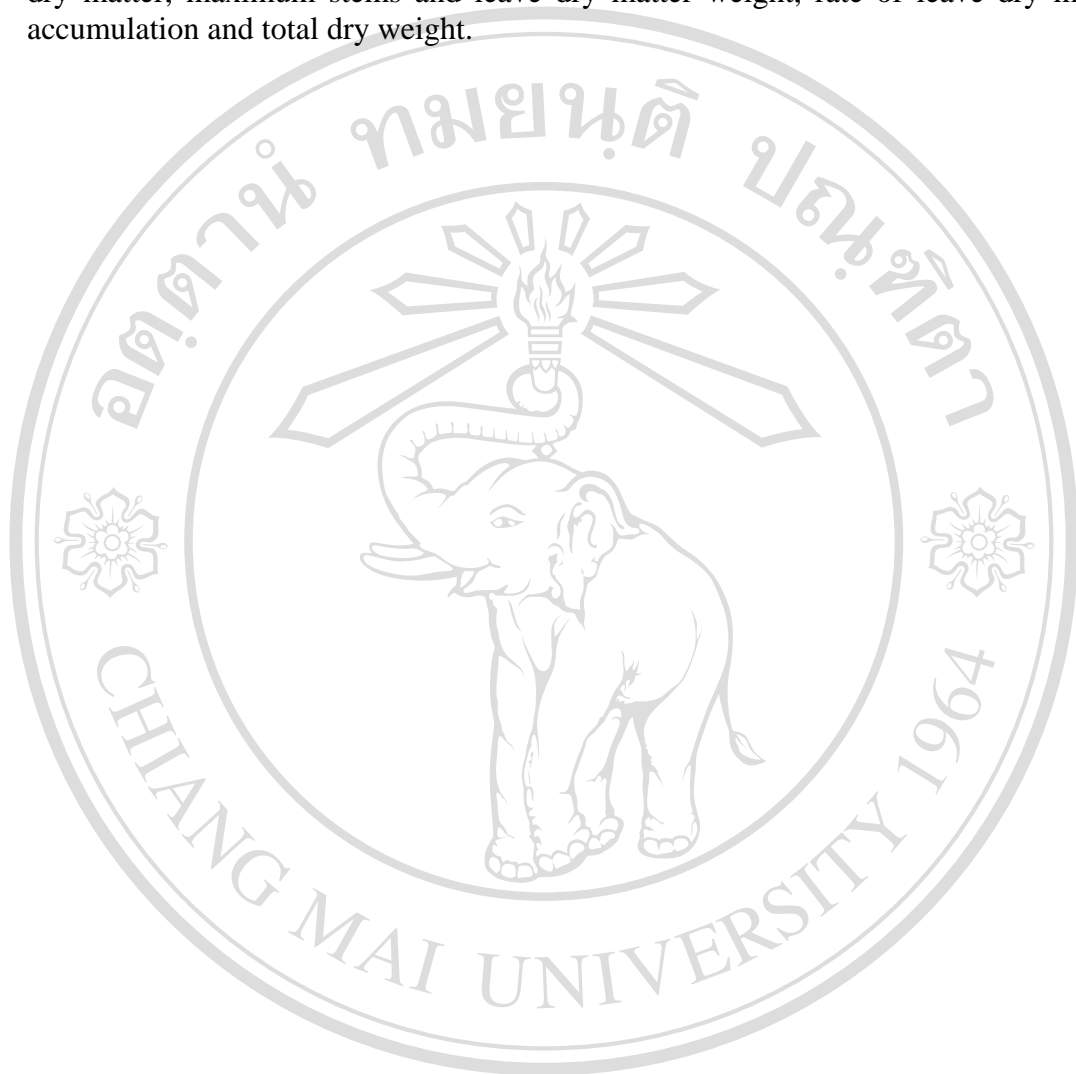 dry matter, maximum stems and leave dry matter weight, rate of leave dry
accumulation and total dry weight.
อตฺตานํ ทมยนฺติ ปณฺฑิตา
CHIANG MAI UNIVERSITY 1964